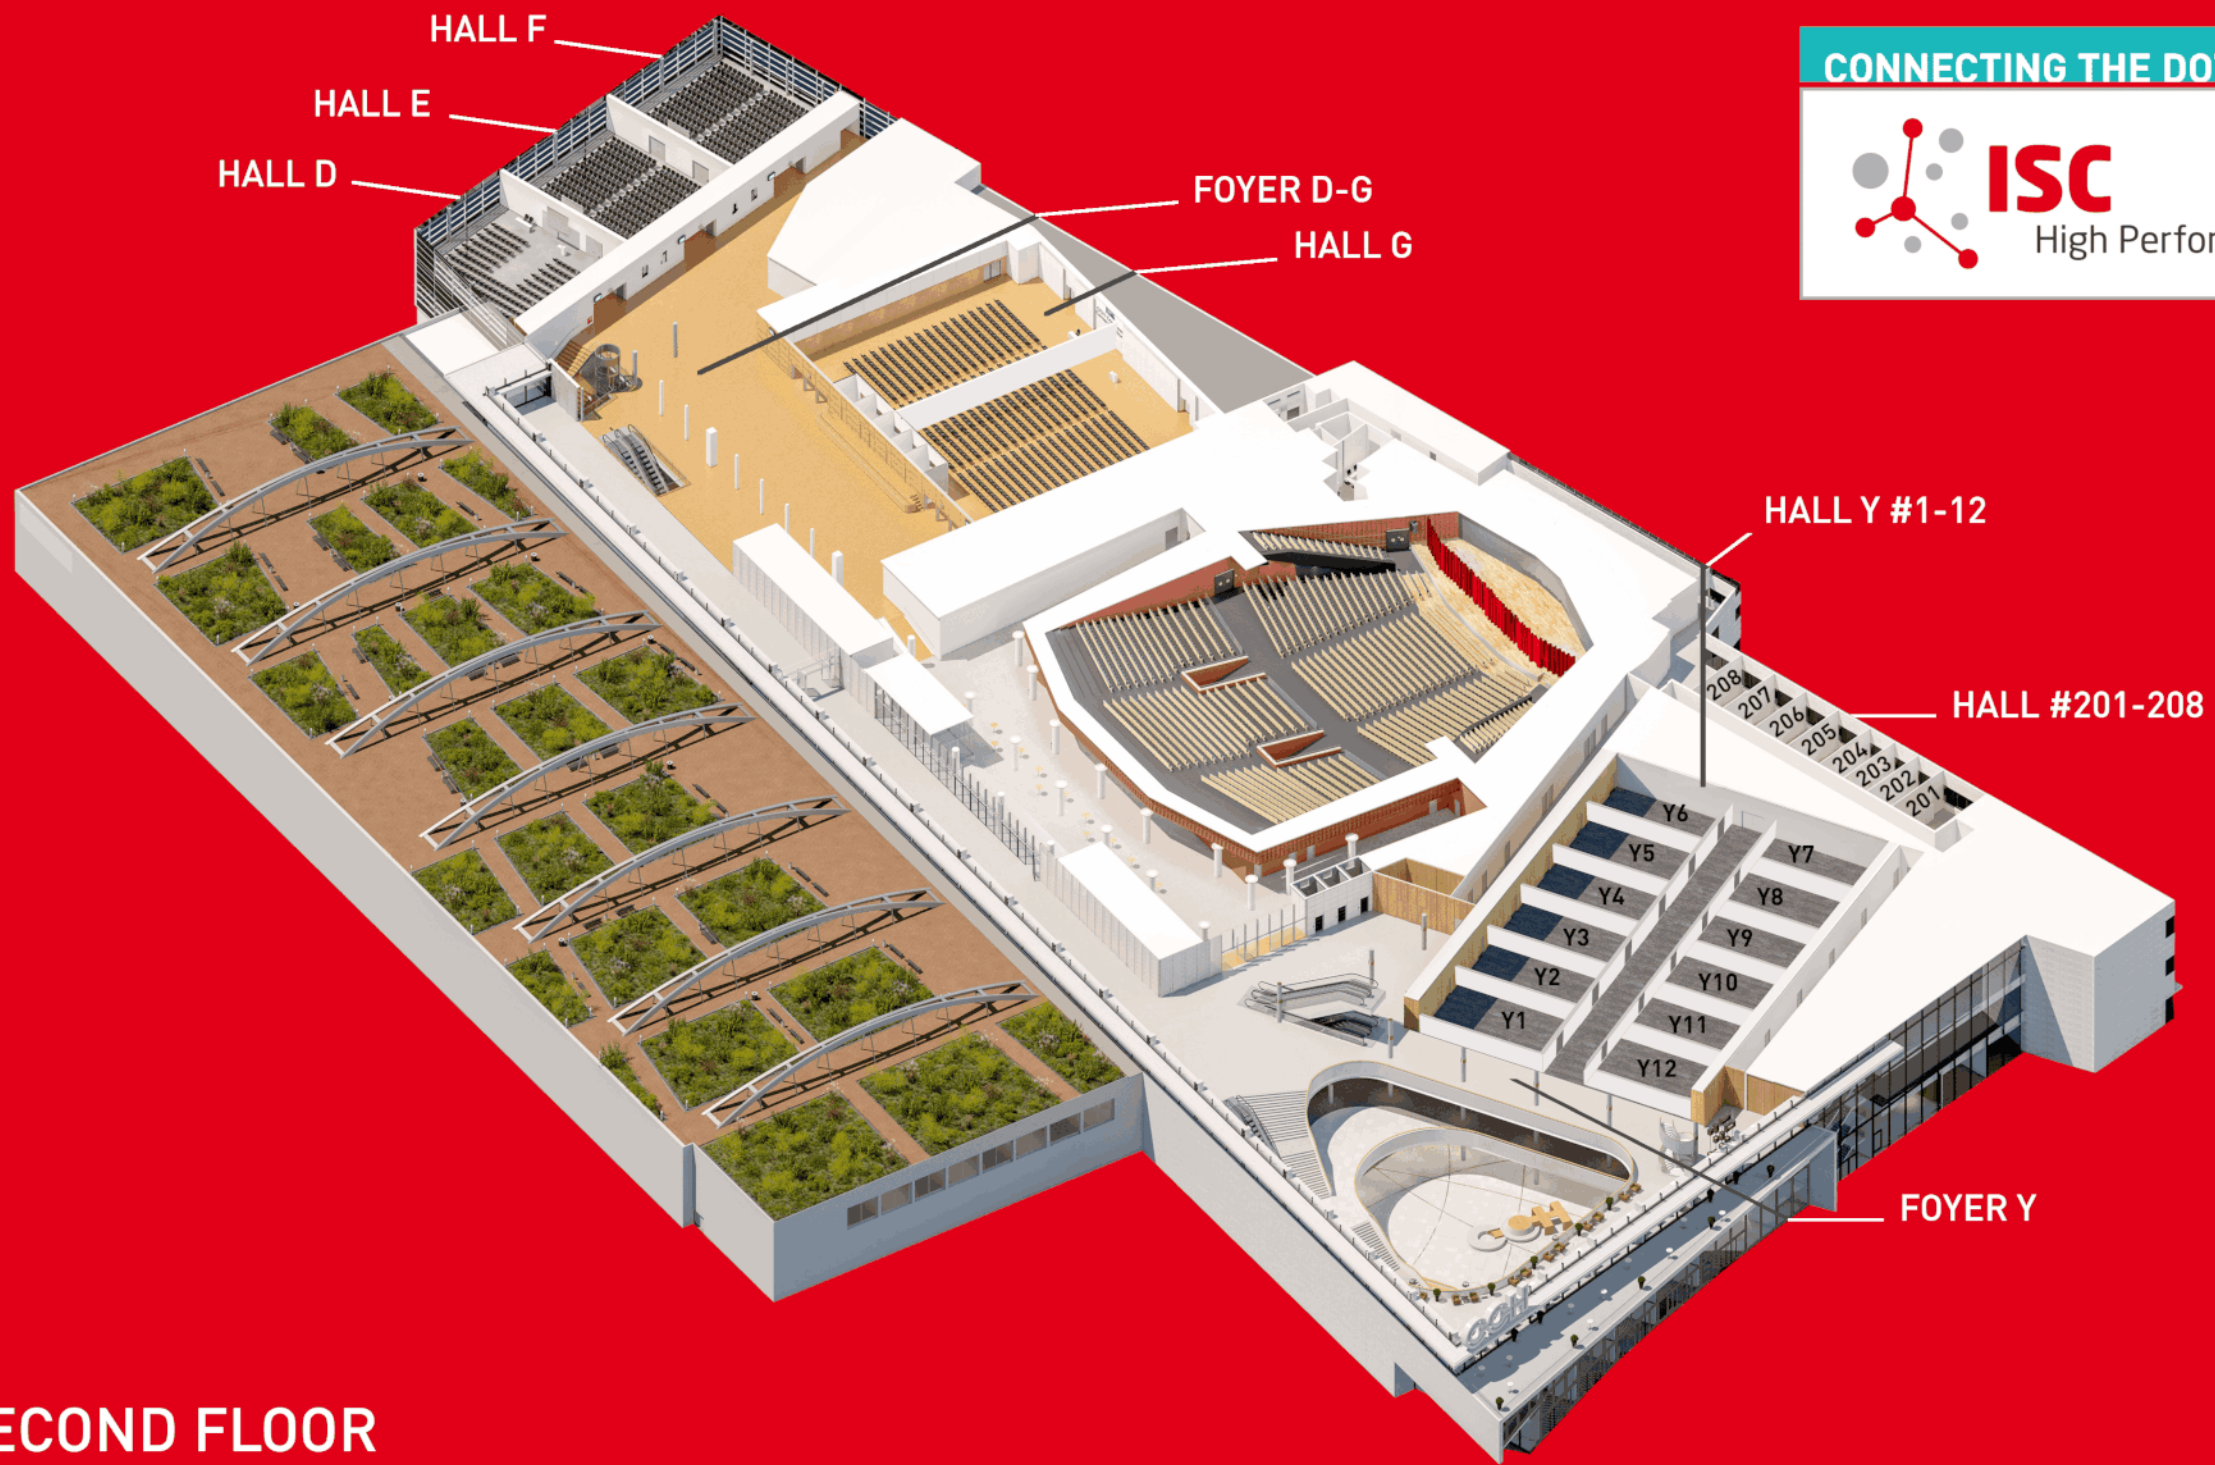 HALL F
HALL E
HALL D
FOYER D-G
HALL G
CONNECTING THE DO
ISC
High Perfor
HALL Y #1-12
HALL #201-208
208
207
206
205
204
203
202
201
Y6
Y5
Y4
Y3
Y2
Y1
Y7
Y8
Y9
Y10
Y11
Y12
FOYER Y
CCH
CCH
ECOND FLOOR